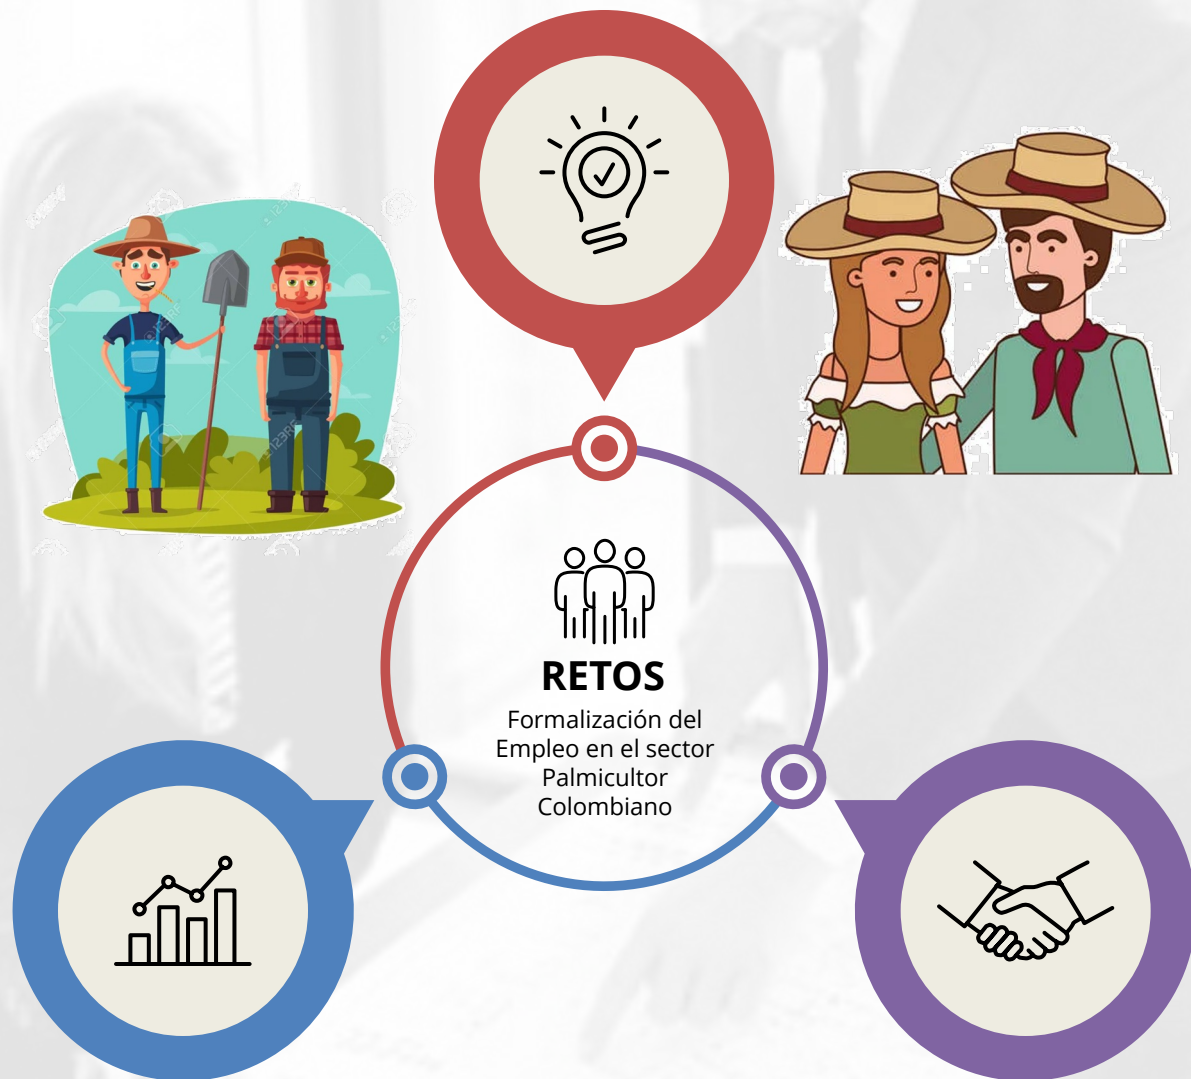 RETOS
Formalización del
Empleo en el sector
Palmicultor
Colombiano